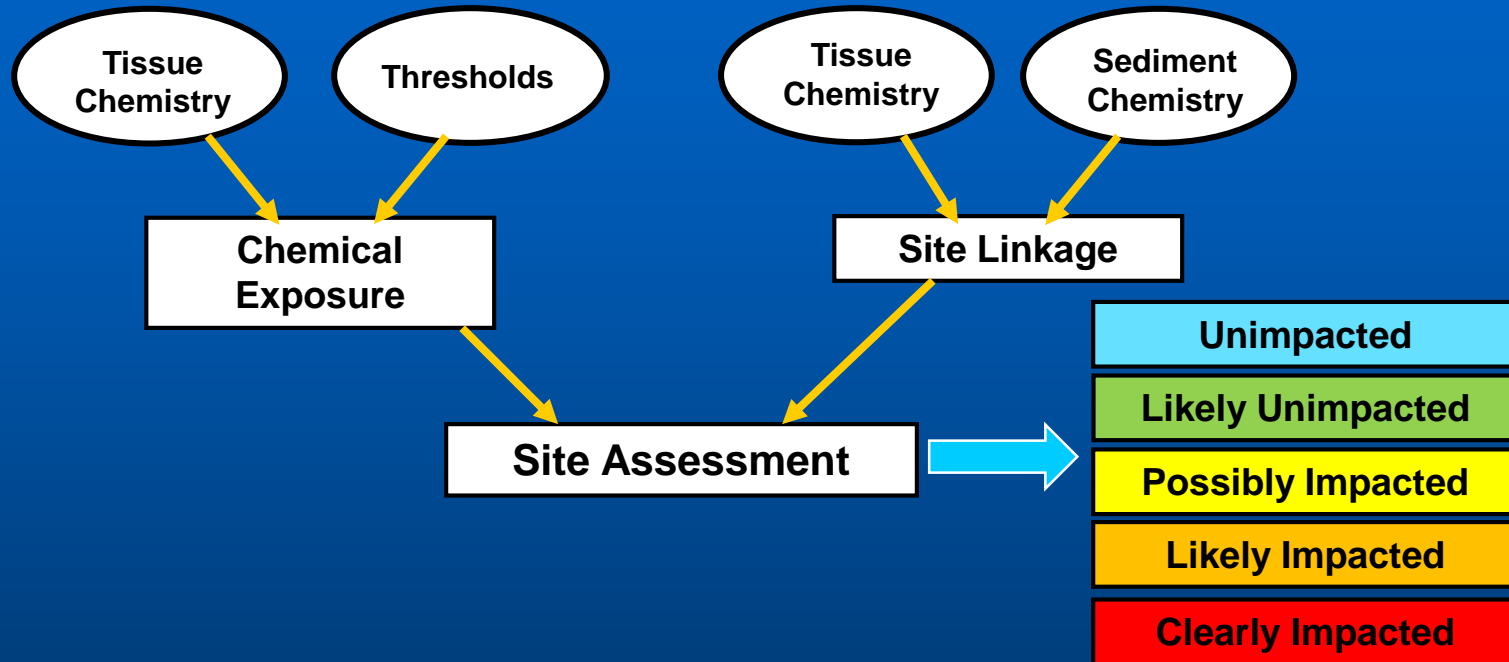 Tissue
Chemistry
Thresholds
Tissue
Chemistry
Sediment
Chemistry
Chemical
Exposure
Site Linkage
Site Assessment
Unimpacted
Likely Unimpacted
Possibly Impacted
Likely Impacted
Clearly Impacted